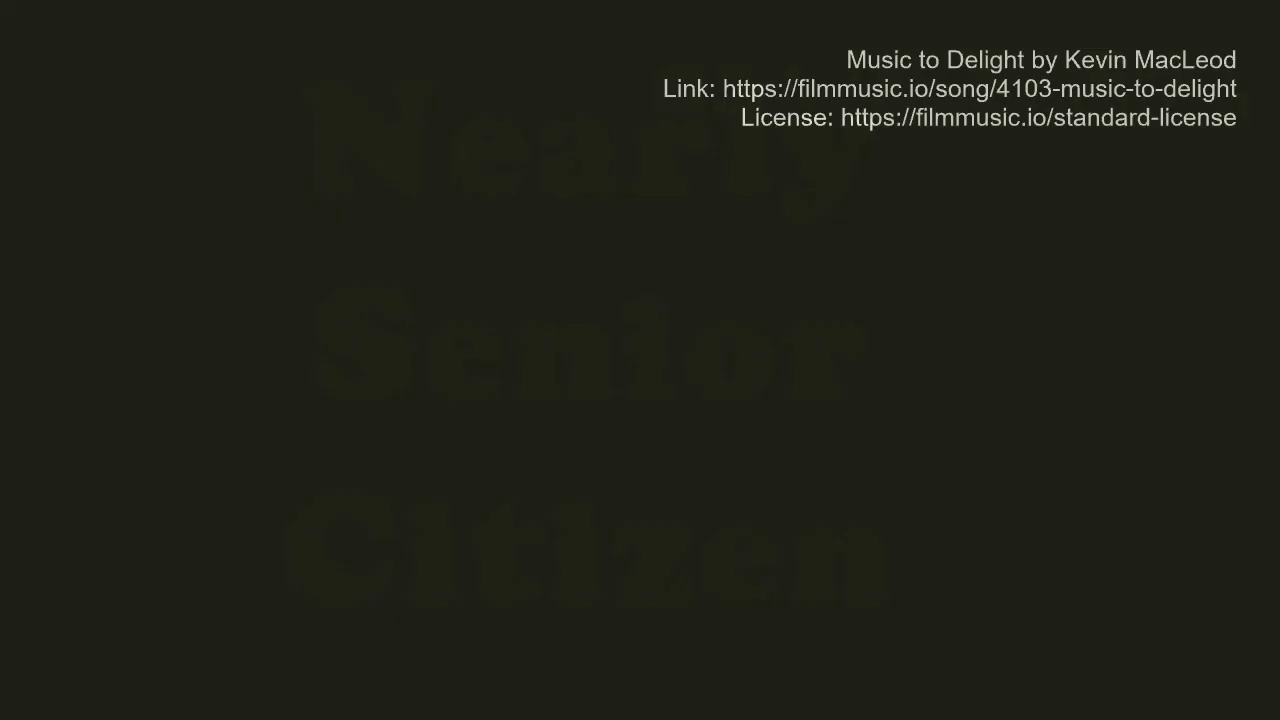 Music to Delight by Kevin MacLeod
Link: https://filmmusic.io/song/4103-music-to-delight
License: https://filmmusic.io/standard-license
Nearly
Senior
Citizen